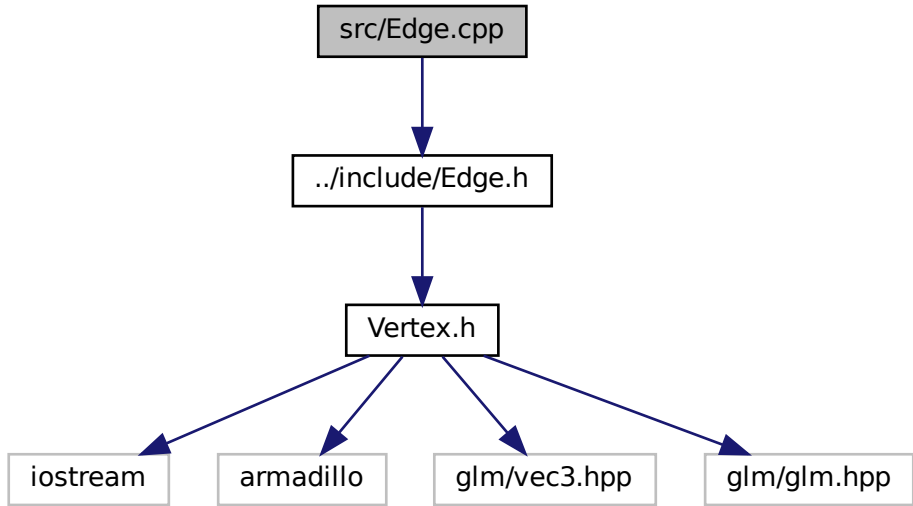 src/Edge.cpp
../include/Edge.h
Vertex.h
iostream
armadillo
glm/vec3.hpp
glm/glm.hpp